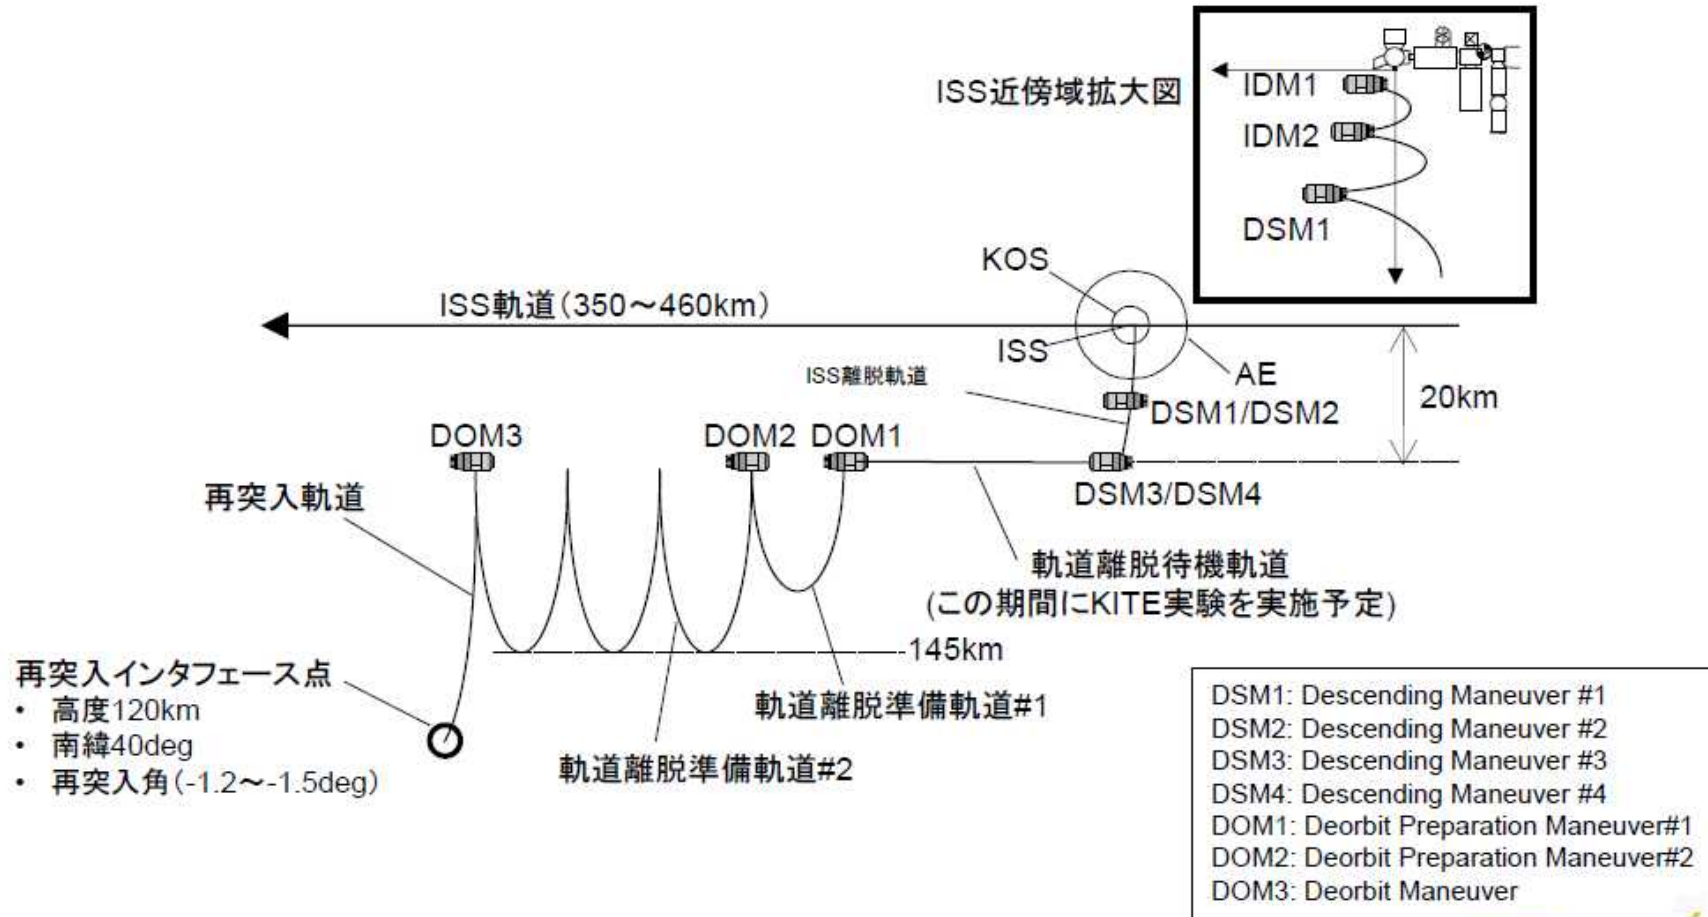 ISS近傍域拡大図
IDM1
IDM2
DSM1
KOS
ISS軌道(350～460km)
ISS
AE
ISS離脱軌道
20km
DSM1/DSM2
DOM3
DOM2
DOM1
DSM3/DSM4
再突入軌道
軌道離脱待機軌道
(この期間にKITE実験を実施予定)
145km
再突入インタフェース点
• 高度120km
• 南緯40deg
• 再突入角(-1.2～-1.5deg)
軌道離脱準備軌道#1
軌道離脱準備軌道#2
DSM1: Descending Maneuver #1
DSM2: Descending Maneuver #2
DSM3: Descending Maneuver #3
DSM4: Descending Maneuver #4
DOM1: Deorbit Preparation Maneuver#1
DOM2: Deorbit Preparation Maneuver#2
DOM3: Deorbit Maneuver